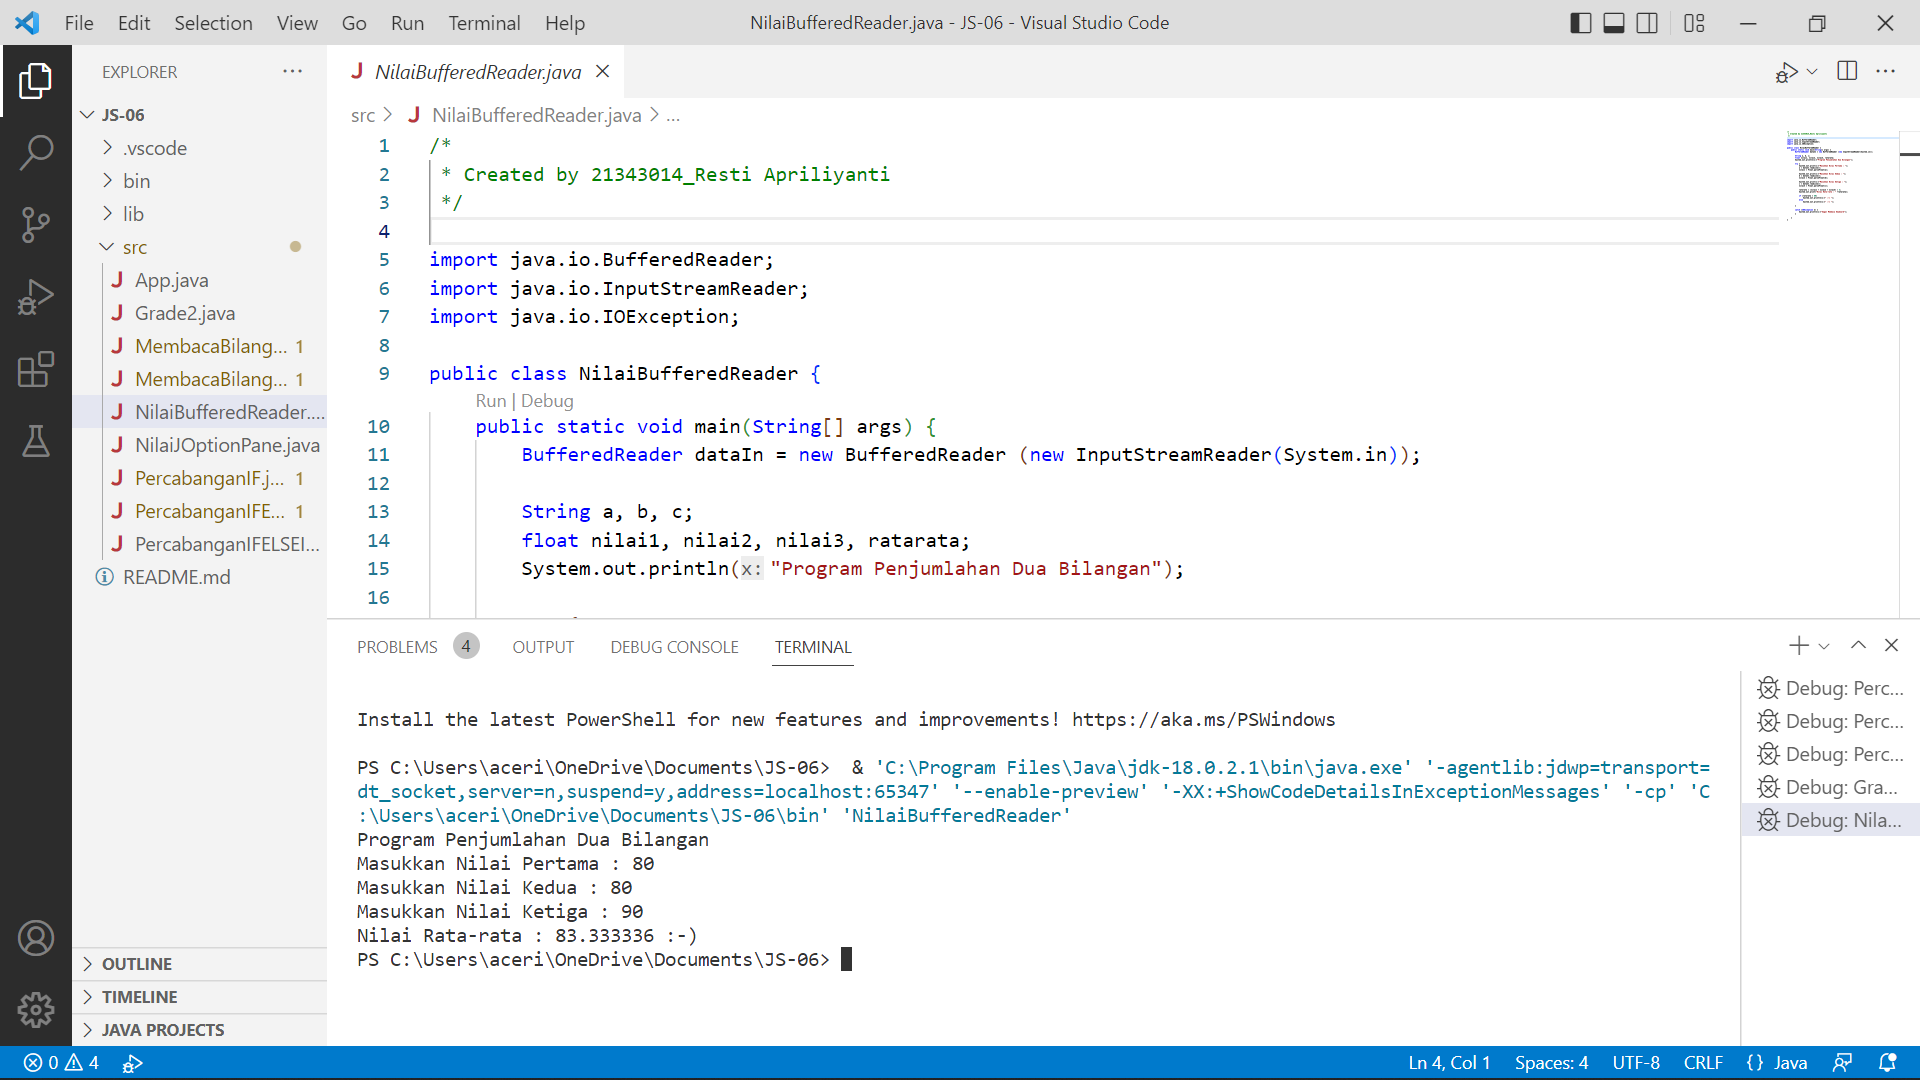 File Edit Selection View Go Run Terminal Help
NilaiBufferedReader.java - JS-06 - Visual Studio Code
EXPLORER
JS-06
.vscode
bin
lib
src
App.java
Grade2.java
MembacaBilang... 1
MembacaBilang... 1
NilaiBufferedReader....
NilaiJOptionPane.java
PercabanganIF.j... 1
PercabanganIFE... 1
PercabanganIFELSEI...
README.md
OUTLINE
TIMELINE
JAVA PROJECTS
NilaiBufferedReader.java
src > NilaiBufferedReader.java > ...
1 /*
2 * Created by 21343014_Resti Apriliyanti
3 */
4
5 import java.io.BufferedReader;
6 import java.io.InputStreamReader;
7 import java.io.IOException;
8
9 public class NilaiBufferedReader {
Run | Debug
10 public static void main(String[] args) {
11 BufferedReader dataIn = new BufferedReader (new InputStreamReader(System.in));
12
13 String a, b, c;
14 float nilai1, nilai2, nilai3, ratarata;
15 System.out.println(x: "Program Penjumlahan Dua Bilangan");
16
PROBLEMS 4 OUTPUT DEBUG CONSOLE TERMINAL
Install the latest PowerShell for new features and improvements! https://aka.ms/PSWindows
PS C:\Users\aceri\OneDrive\Documents\JS-06> & 'C:\Program Files\Java\jdk-18.0.2.1\bin\java.exe' '-agentlib:jdwp=transport=
dt_socket,server=n,suspend=y,address=localhost:65347' '--enable-preview' '-XX:+ShowCodeDetailsInExceptionMessages' '-cp' 'C
:\Users\aceri\OneDrive\Documents\JS-06\bin' 'NilaiBufferedReader'
Program Penjumlahan Dua Bilangan
Masukkan Nilai Pertama : 80
Masukkan Nilai Kedua : 80
Masukkan Nilai Ketiga : 90
Nilai Rata-rata : 83.333336 :-)
PS C:\Users\aceri\OneDrive\Documents\JS-06>
Debug: Perc...
Debug: Perc...
Debug: Perc...
Debug: Gra...
Debug: Nila...
0 4
Ln 4, Col 1 Spaces: 4 UTF-8 CRLF {} Java